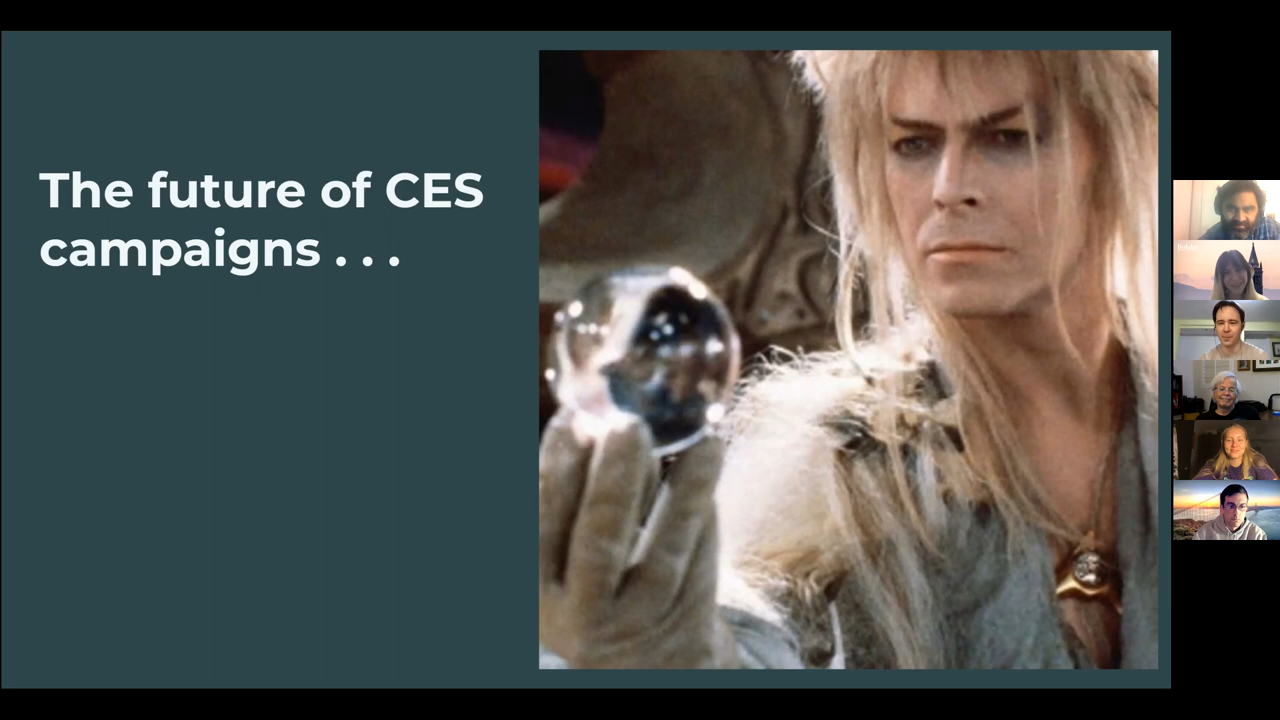 The future of CES
campaigns . . .